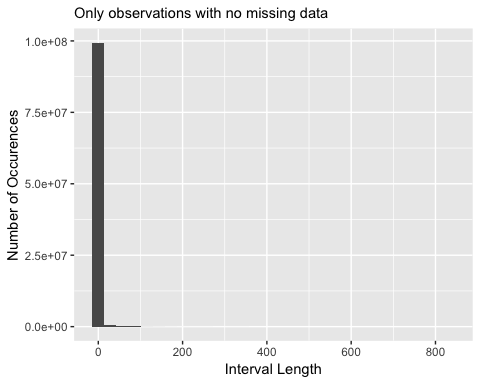 Only observations with no missing data
Number of Occurences
1.0e+08
7.5e+07
5.0e+07
2.5e+07
0.0e+00
0 200 400 600 800
Interval Length